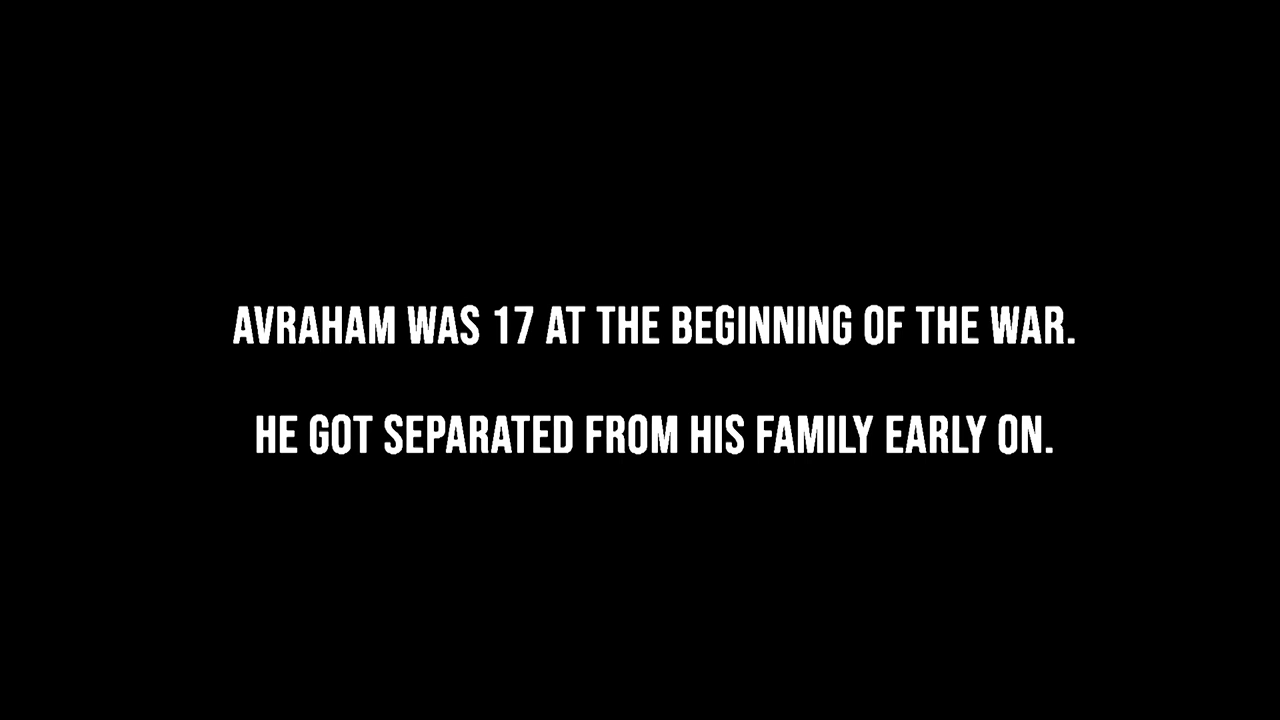 AVRAHAM WAS 17 AT THE BEGINNING OF THE WAR.
HE GOT SEPARATED FROM HIS FAMILY EARLY ON.